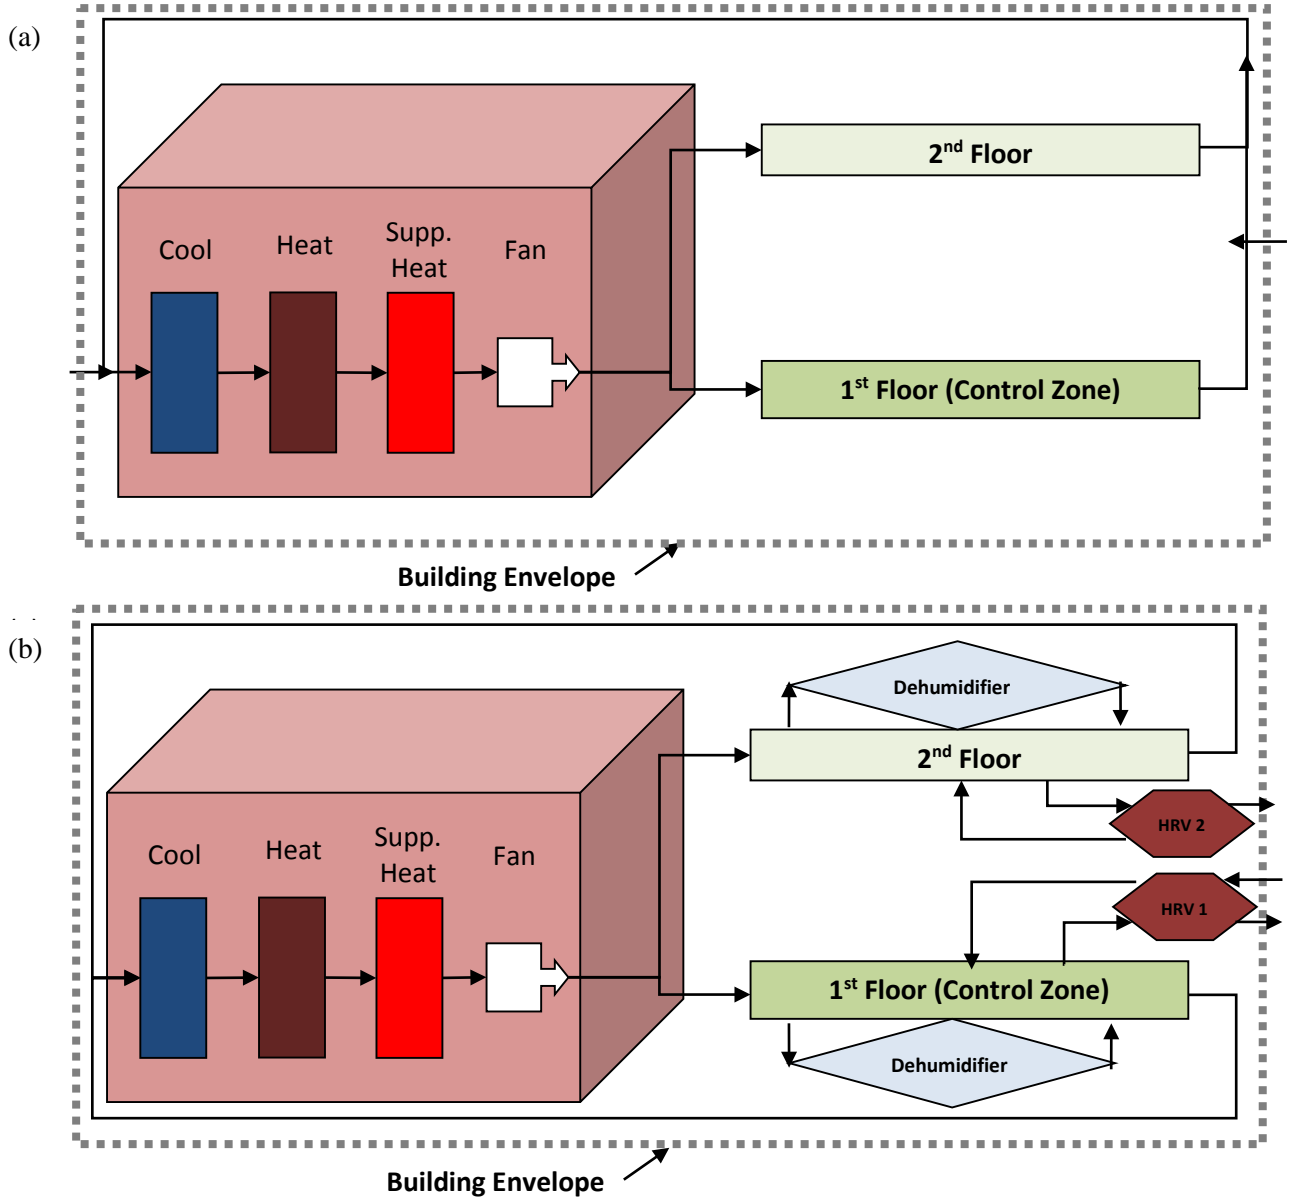 (a)
Cool
Heat
Supp.
Heat
Fan
2nd Floor
1st Floor (Control Zone)
Building Envelope
(b)
Cool
Heat
Supp.
Heat
Fan
Dehumidifier
2nd Floor
HRV 2
HRV 1
1st Floor (Control Zone)
Dehumidifier
Building Envelope